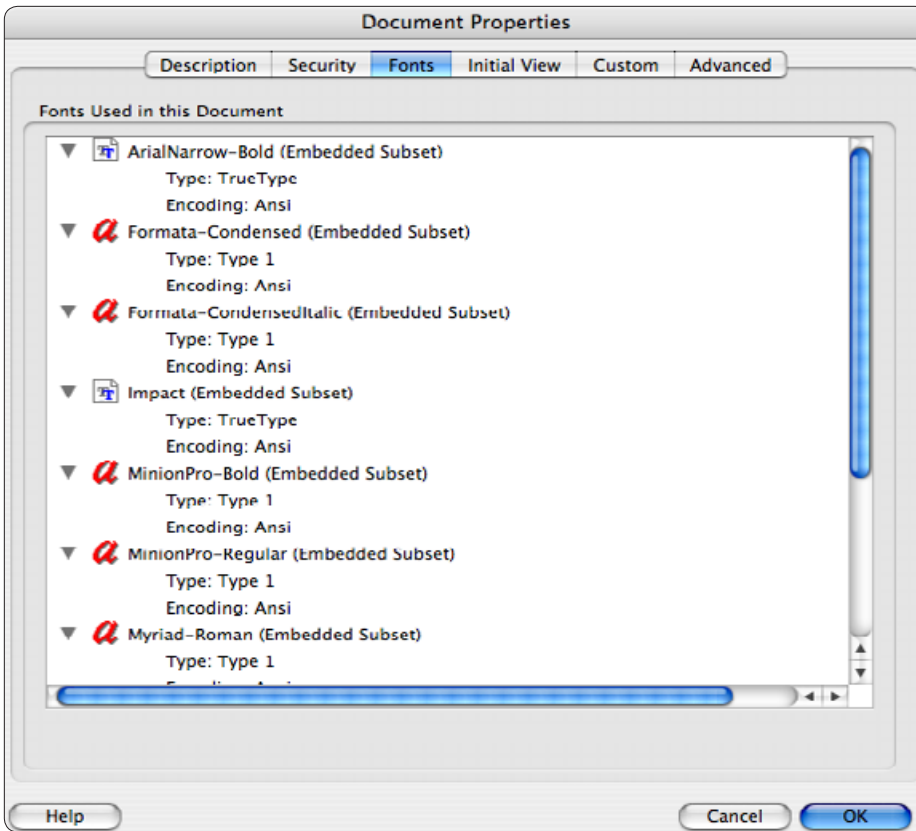 Document Properties
Description Security Fonts Initial View Custom Advanced
Fonts Used in this Document
ArialNarrow-Bold (Embedded Subset)
Type: TrueType
Encoding: Ansi
Formata-Condensed (Embedded Subset)
Type: Type 1
Encoding: Ansi
Formata-CondensedItalic (Embedded Subset)
Type: Type 1
Encoding: Ansi
Impact (Embedded Subset)
Type: TrueType
Encoding: Ansi
MinionPro-Bold (Embedded Subset)
Type: Type 1
Encoding: Ansi
MinionPro-Regular (Embedded Subset)
Type: Type 1
Encoding: Ansi
Myriad-Roman (Embedded Subset)
Type: Type 1
Help Cancel OK